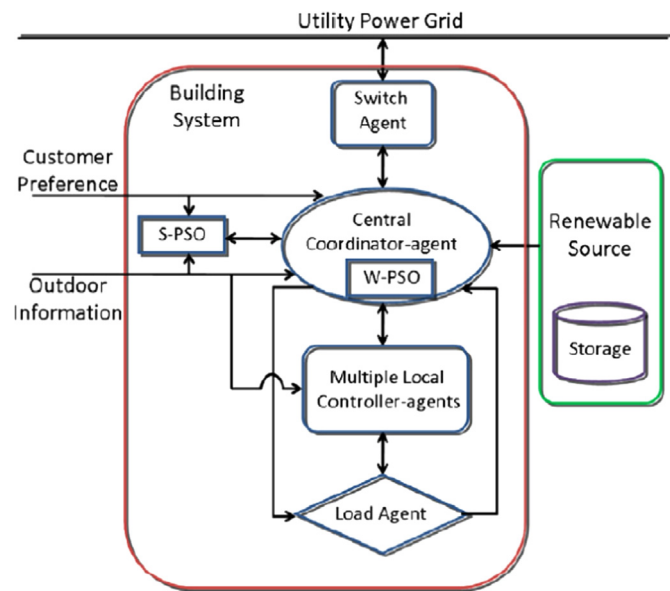 Utility Power Grid
Building
System
Switch
Agent
Customer
Preference
S-PSO
Central
Coordinator-agent
W-PSO
Renewable
Source
Outdoor
Information
Storage
Multiple Local
Controller-agents
Load Agent